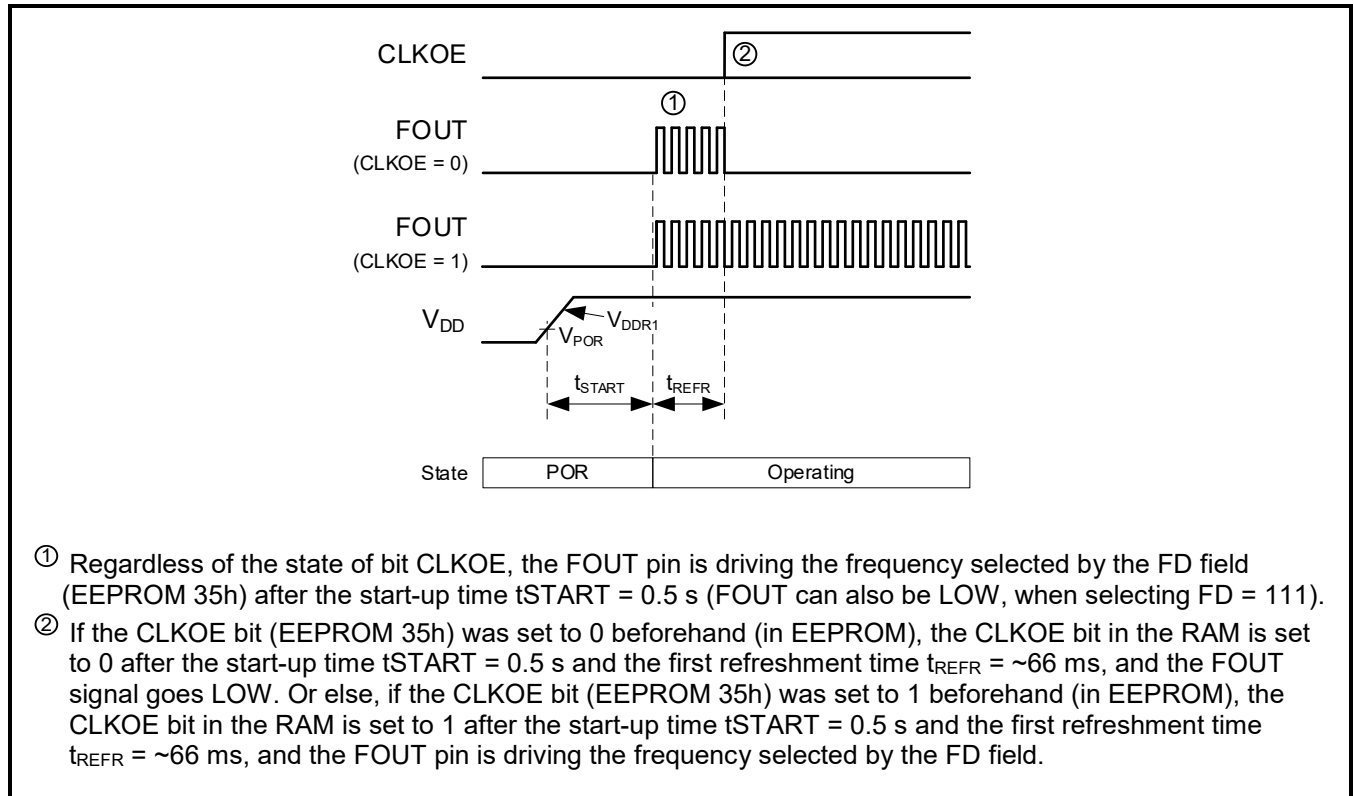 CLKOE
②
①
FOUT
(CLKOE = 0)
FOUT
(CLKOE = 1)
VDD
VDDR1
VPOR
tSTART tREFR
State POR Operating
① Regardless of the state of bit CLKOE, the FOUT pin is driving the frequency selected by the FD field
(EEPROM 35h) after the start-up time tSTART = 0.5 s (FOUT can also be LOW, when selecting FD = 111).
② If the CLKOE bit (EEPROM 35h) was set to 0 beforehand (in EEPROM), the CLKOE bit in the RAM is set
to 0 after the start-up time tSTART = 0.5 s and the first refreshment time tREFR = ~66 ms, and the FOUT
signal goes LOW. Or else, if the CLKOE bit (EEPROM 35h) was set to 1 beforehand (in EEPROM), the
CLKOE bit in the RAM is set to 1 after the start-up time tSTART = 0.5 s and the first refreshment time
tREFR = ~66 ms, and the FOUT pin is driving the frequency selected by the FD field.